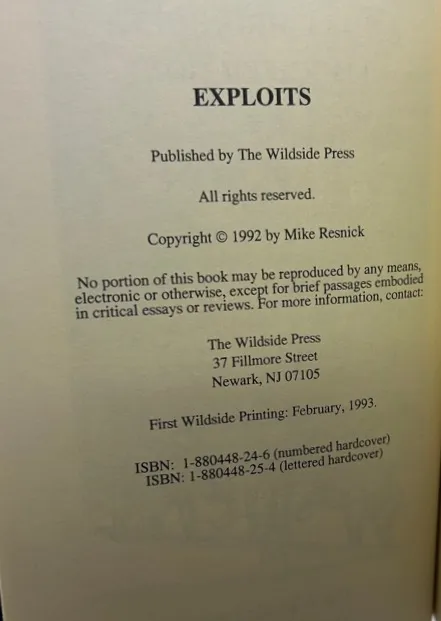 EXPLOITS
Published by The Wildside Press
All rights reserved.
Copyright © 1992 by Mike Resnick
No portion of this book may be reproduced by any means,
electronic or otherwise, except for brief passages embodied
in critical essays or reviews. For more information, contact:
The Wildside Press
37 Fillmore Street
Newark, NJ 07105
First Wildside Printing: February, 1993.
ISBN: 1-880448-24-6 (numbered hardcover)
ISBN: 1-880448-25-4 (lettered hardcover)